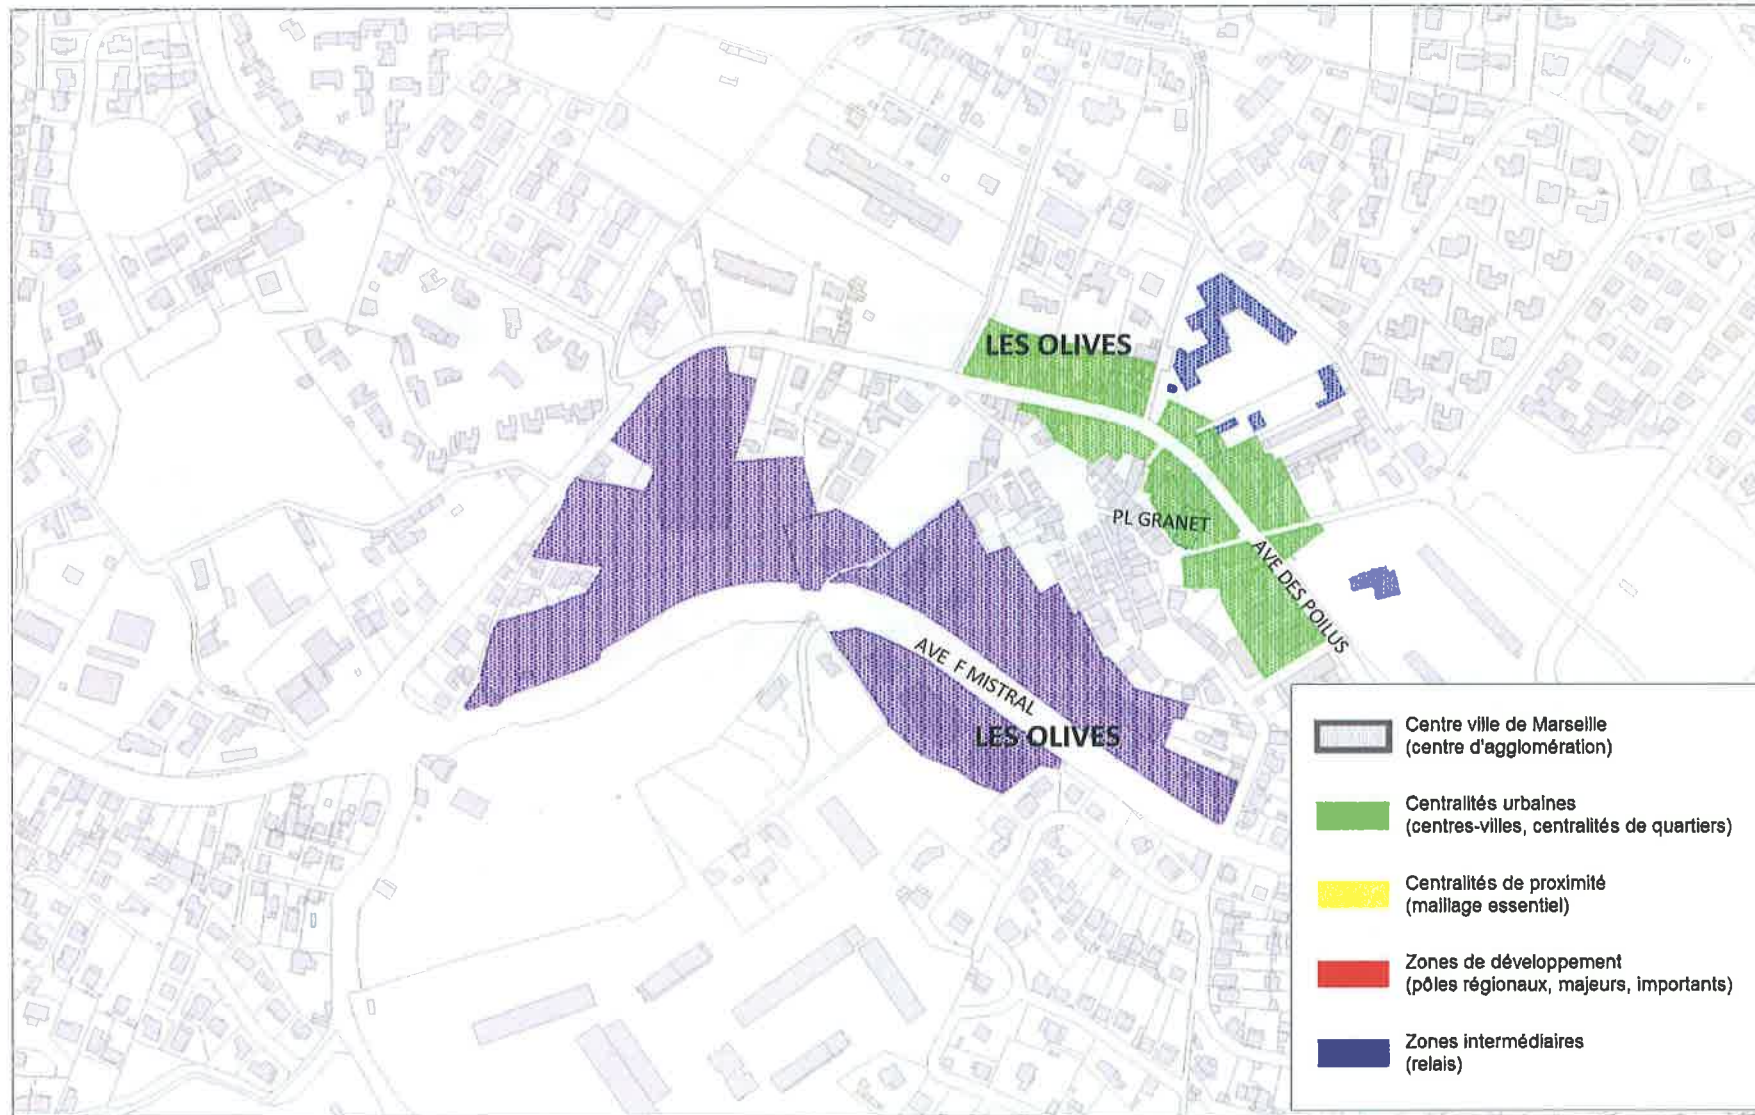 LES OLIVES
PL GRANET
AVE DES POILUS
AVE F MISTRAL
LES OLIVES
Centre ville de Marseille
(centre d'agglomération)
Centralités urbaines
(centres-villes, centralités de quartiers)
Centralités de proximité
(maillage essentiel)
Zones de développement
(pôles régionaux, majeurs, importants)
Zones intermédiaires
(relais)